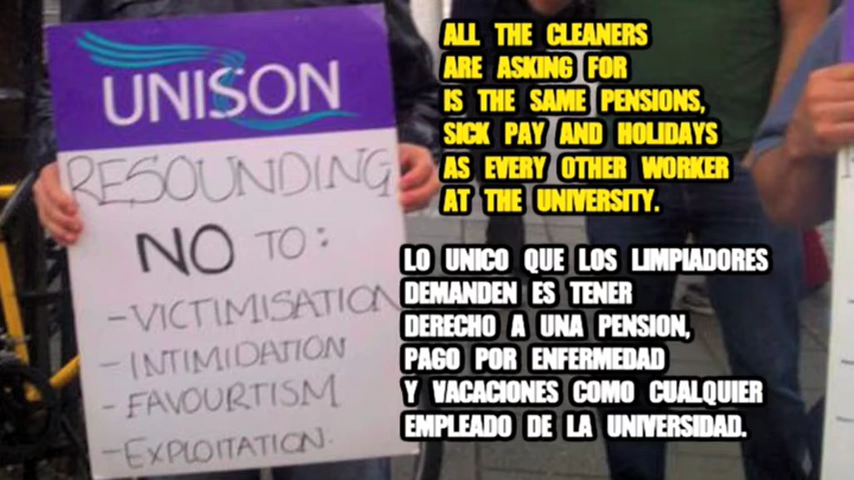 UNISON
RESOUNDING
NO TO:
-VICTIMISATION
-INTIMIDATION
-FAVOURTISM
-EXPLOITATION.
ALL THE CLEANERS
ARE ASKING FOR
IS THE SAME PENSIONS,
SICK PAY AND HOLIDAYS
AS EVERY OTHER WORKER
AT THE UNIVERSITY.
LO UNICO QUE LOS LIMPIADORES
DEMANDEN ES TENER
DERECHO A UNA PENSION,
PAGO POR ENFERMEDAD
Y VACACIONES COMO CUALQUIER
EMPLEADO DE LA UNIVERSIDAD.